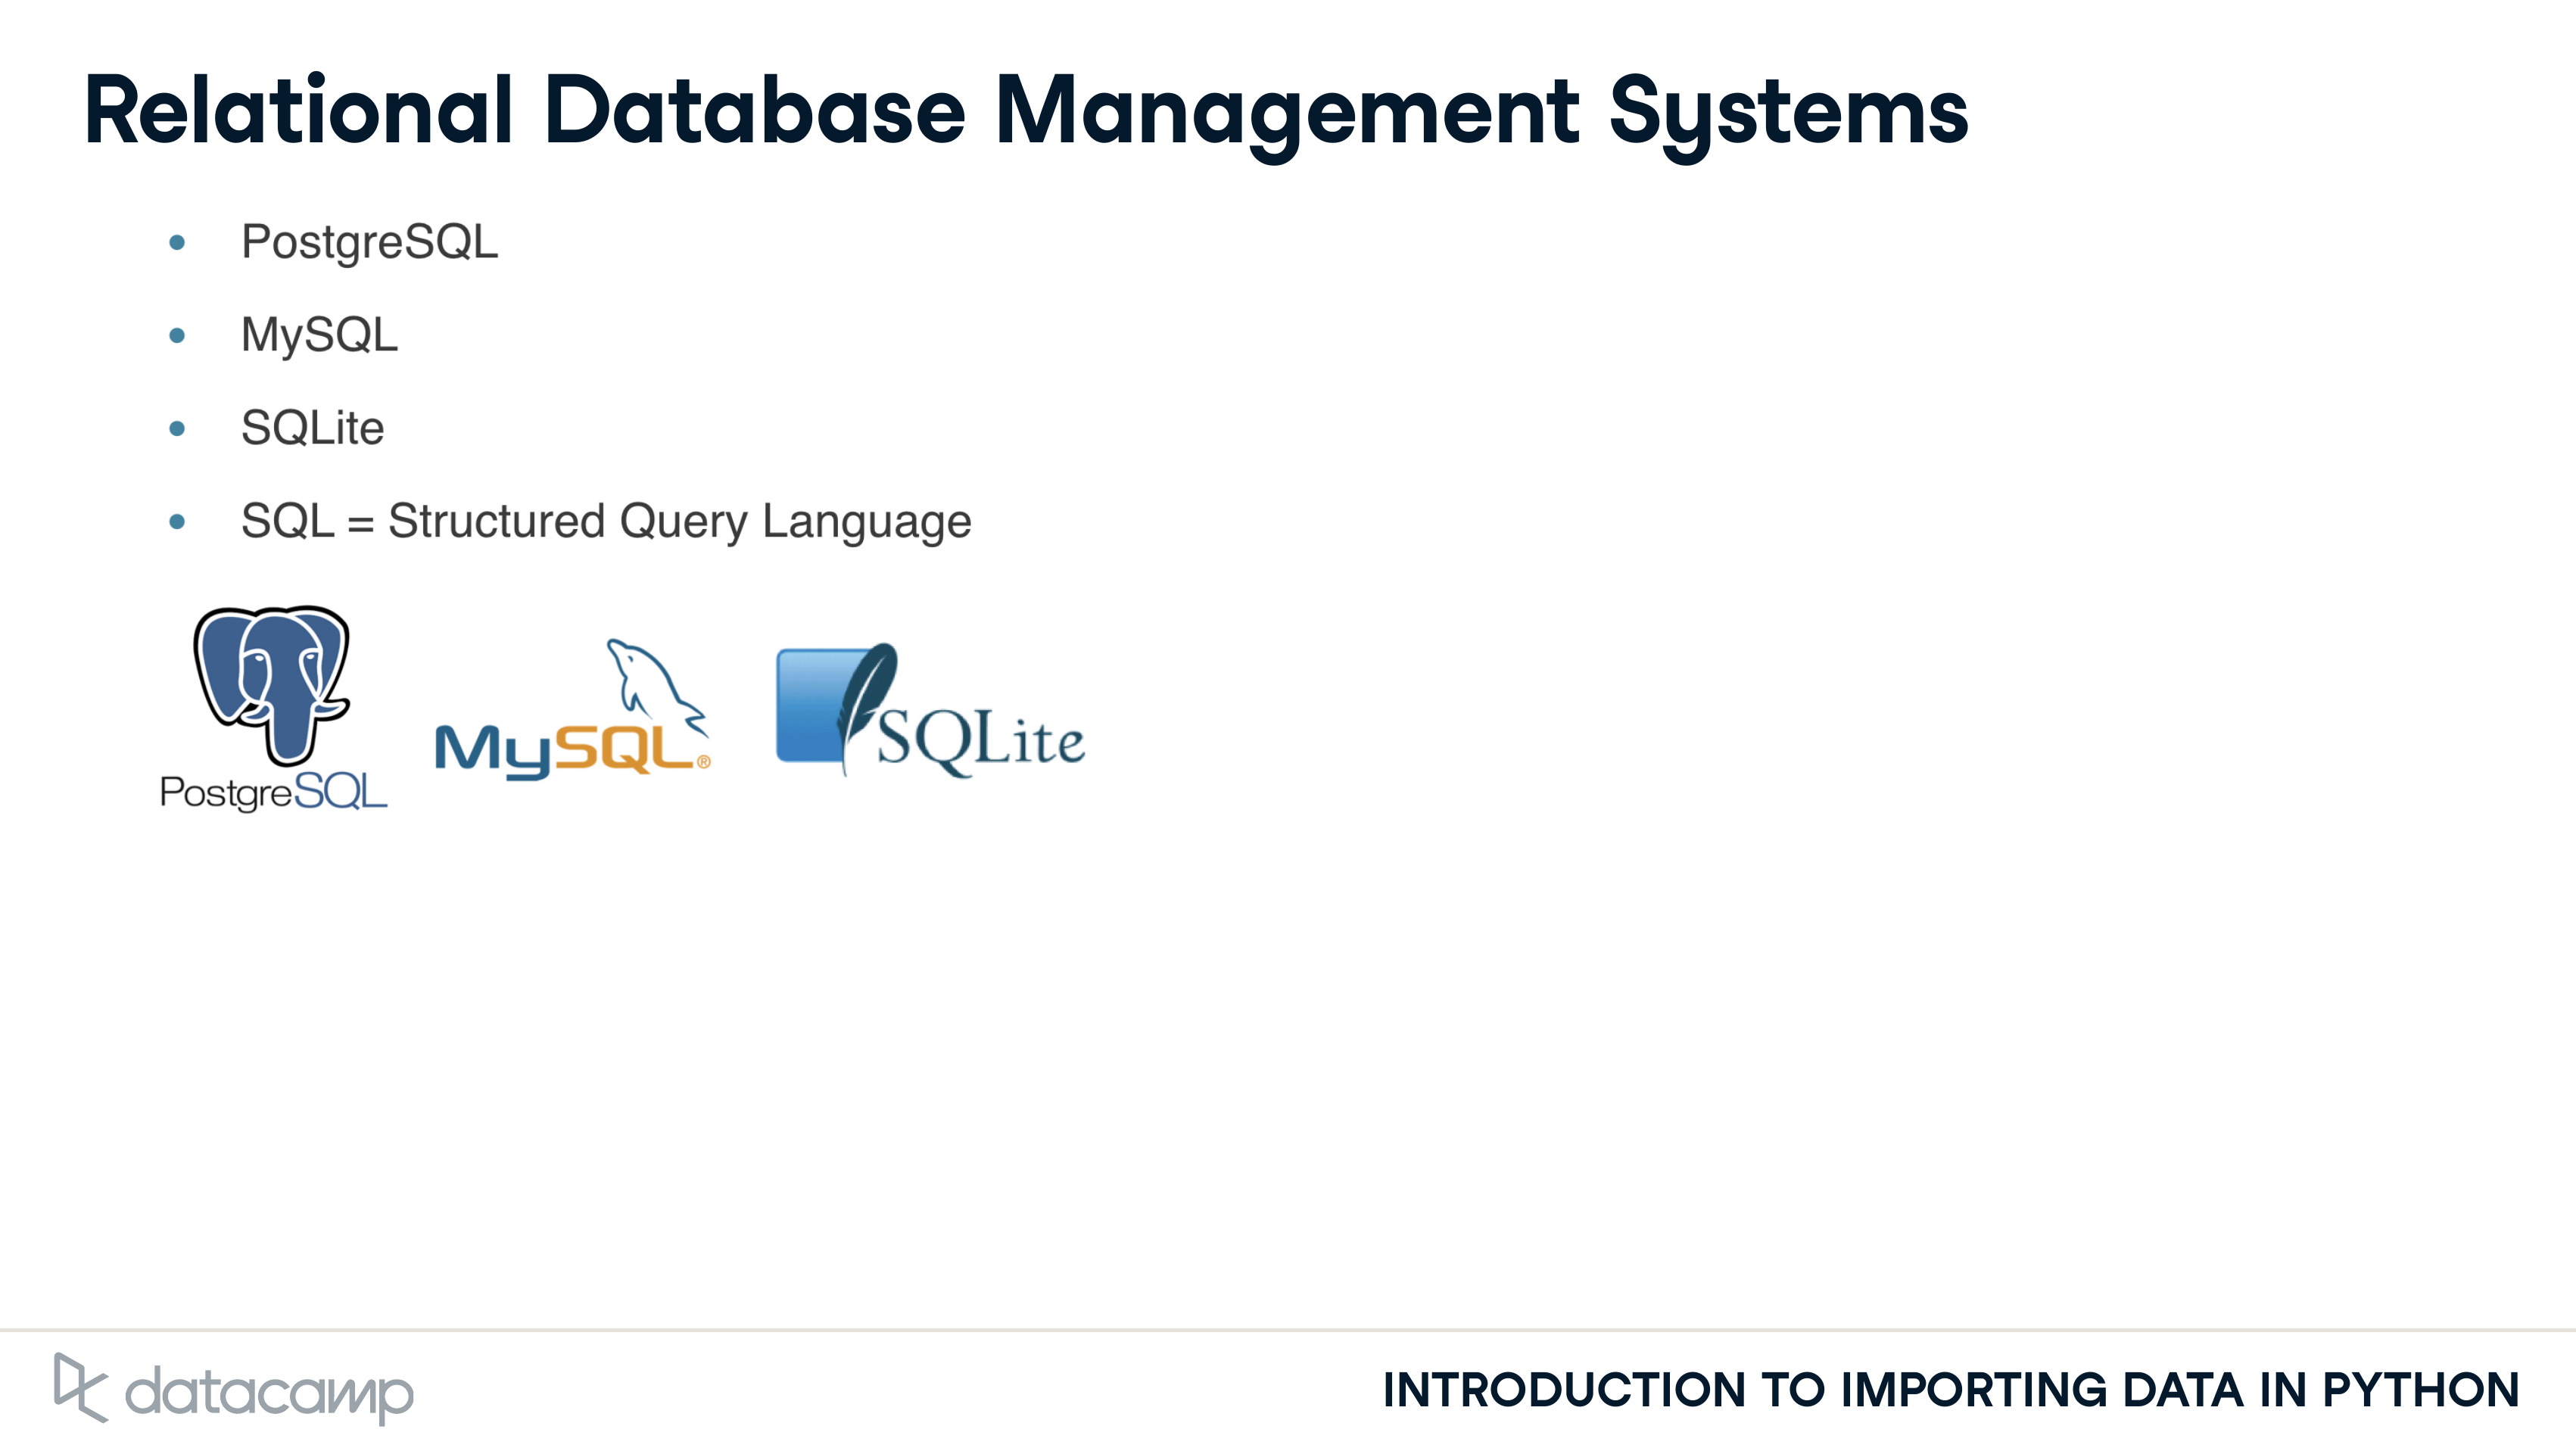 Relational Database Management Systems
• PostgreSQL
• MySQL
• SQLite
• SQL = Structured Query Language
PostgreSQL
MySQL®
SQLite
datacamp
INTRODUCTION TO IMPORTING DATA IN PYTHON